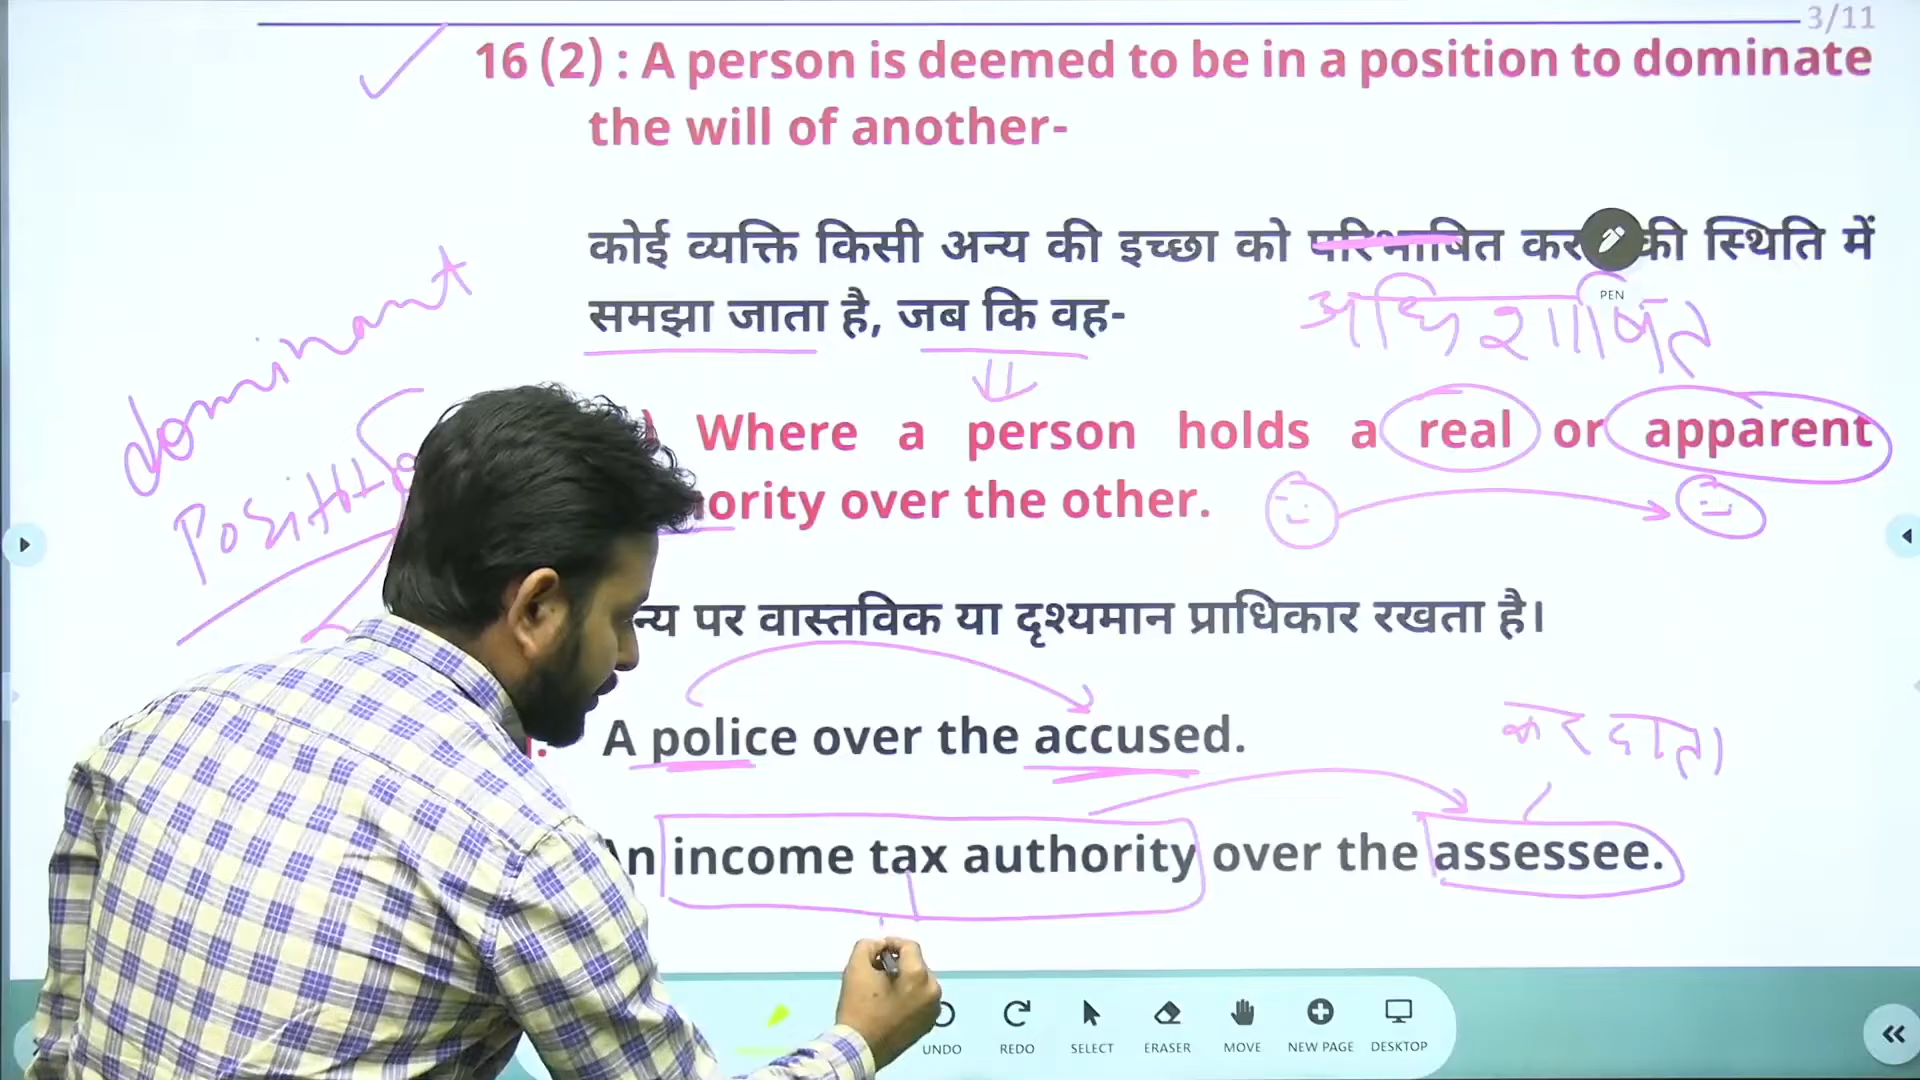 3/11
16 (2) : A person is deemed to be in a position to dominate
the will of another-
कोई व्यक्ति किसी अन्य की इच्छा को परिभाषित की स्थिति में
PEN
समझा जाता है, जब कि वह-
अधिशाषित
dominant
Where a person holds a real or apparent
over the other.
पर वास्तविक या दृश्यमान प्राधिकार रखता है।
करदाता
A police over the accused.
income tax authority over the assessee.
UNDO REDO SELECT ERASER MOVE NEW PAGE DESKTOP